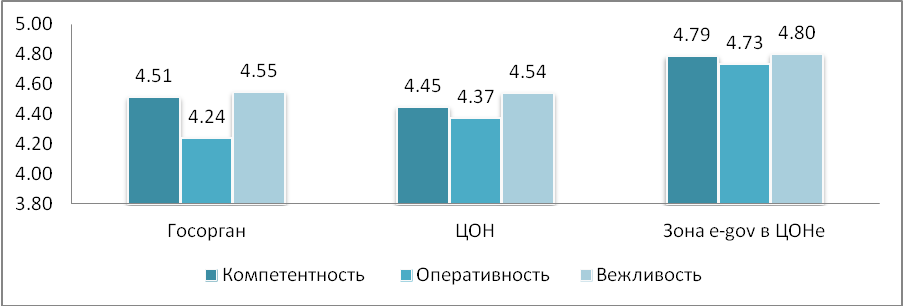 5.00
4.80
4.60
4.40
4.20
4.00
3.80
4.51
4.24
4.55
4.45
4.37
4.54
4.79
4.73
4.80
Госорган
ЦОН
Зона e-gov в ЦОНе
Компетентность
Оперативность
Вежливость